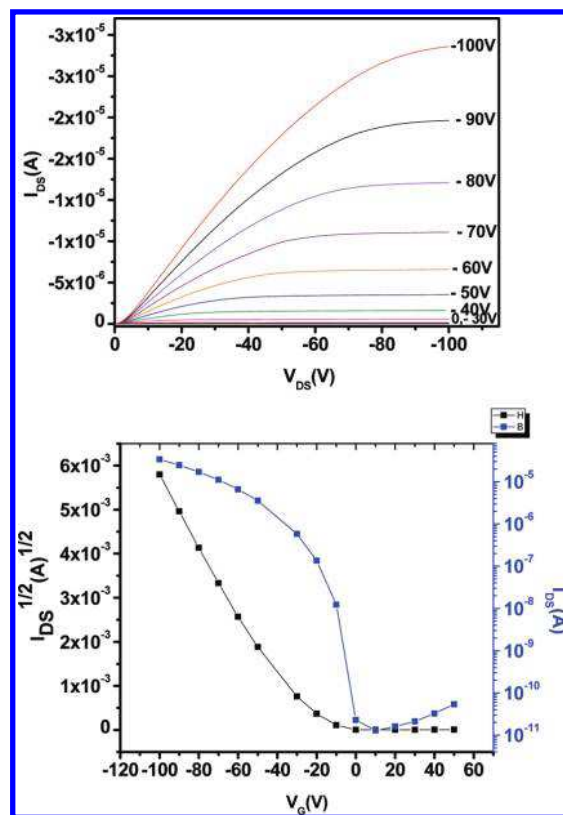 -3x10⁻⁵
-3x10⁻⁵
-2x10⁻⁵
-2x10⁻⁵
-1x10⁻⁵
-1x10⁻⁵
-5x10⁻⁶
0
I_DS(A)
-100V
- 90V
- 80V
- 70V
- 60V
- 50V
- 40V
0,- 30V
0 -20 -40 -60 -80 -100
V_DS(V)
H
B
6x10⁻³
5x10⁻³
4x10⁻³
3x10⁻³
2x10⁻³
1x10⁻³
0
I_DS^1/2(A)^1/2
10⁻⁵
10⁻⁶
10⁻⁷
10⁻⁸
10⁻⁹
10⁻¹⁰
10⁻¹¹
I_DS(A)
-120 -100 -80 -60 -40 -20 0 20 40 60
V_G(V)